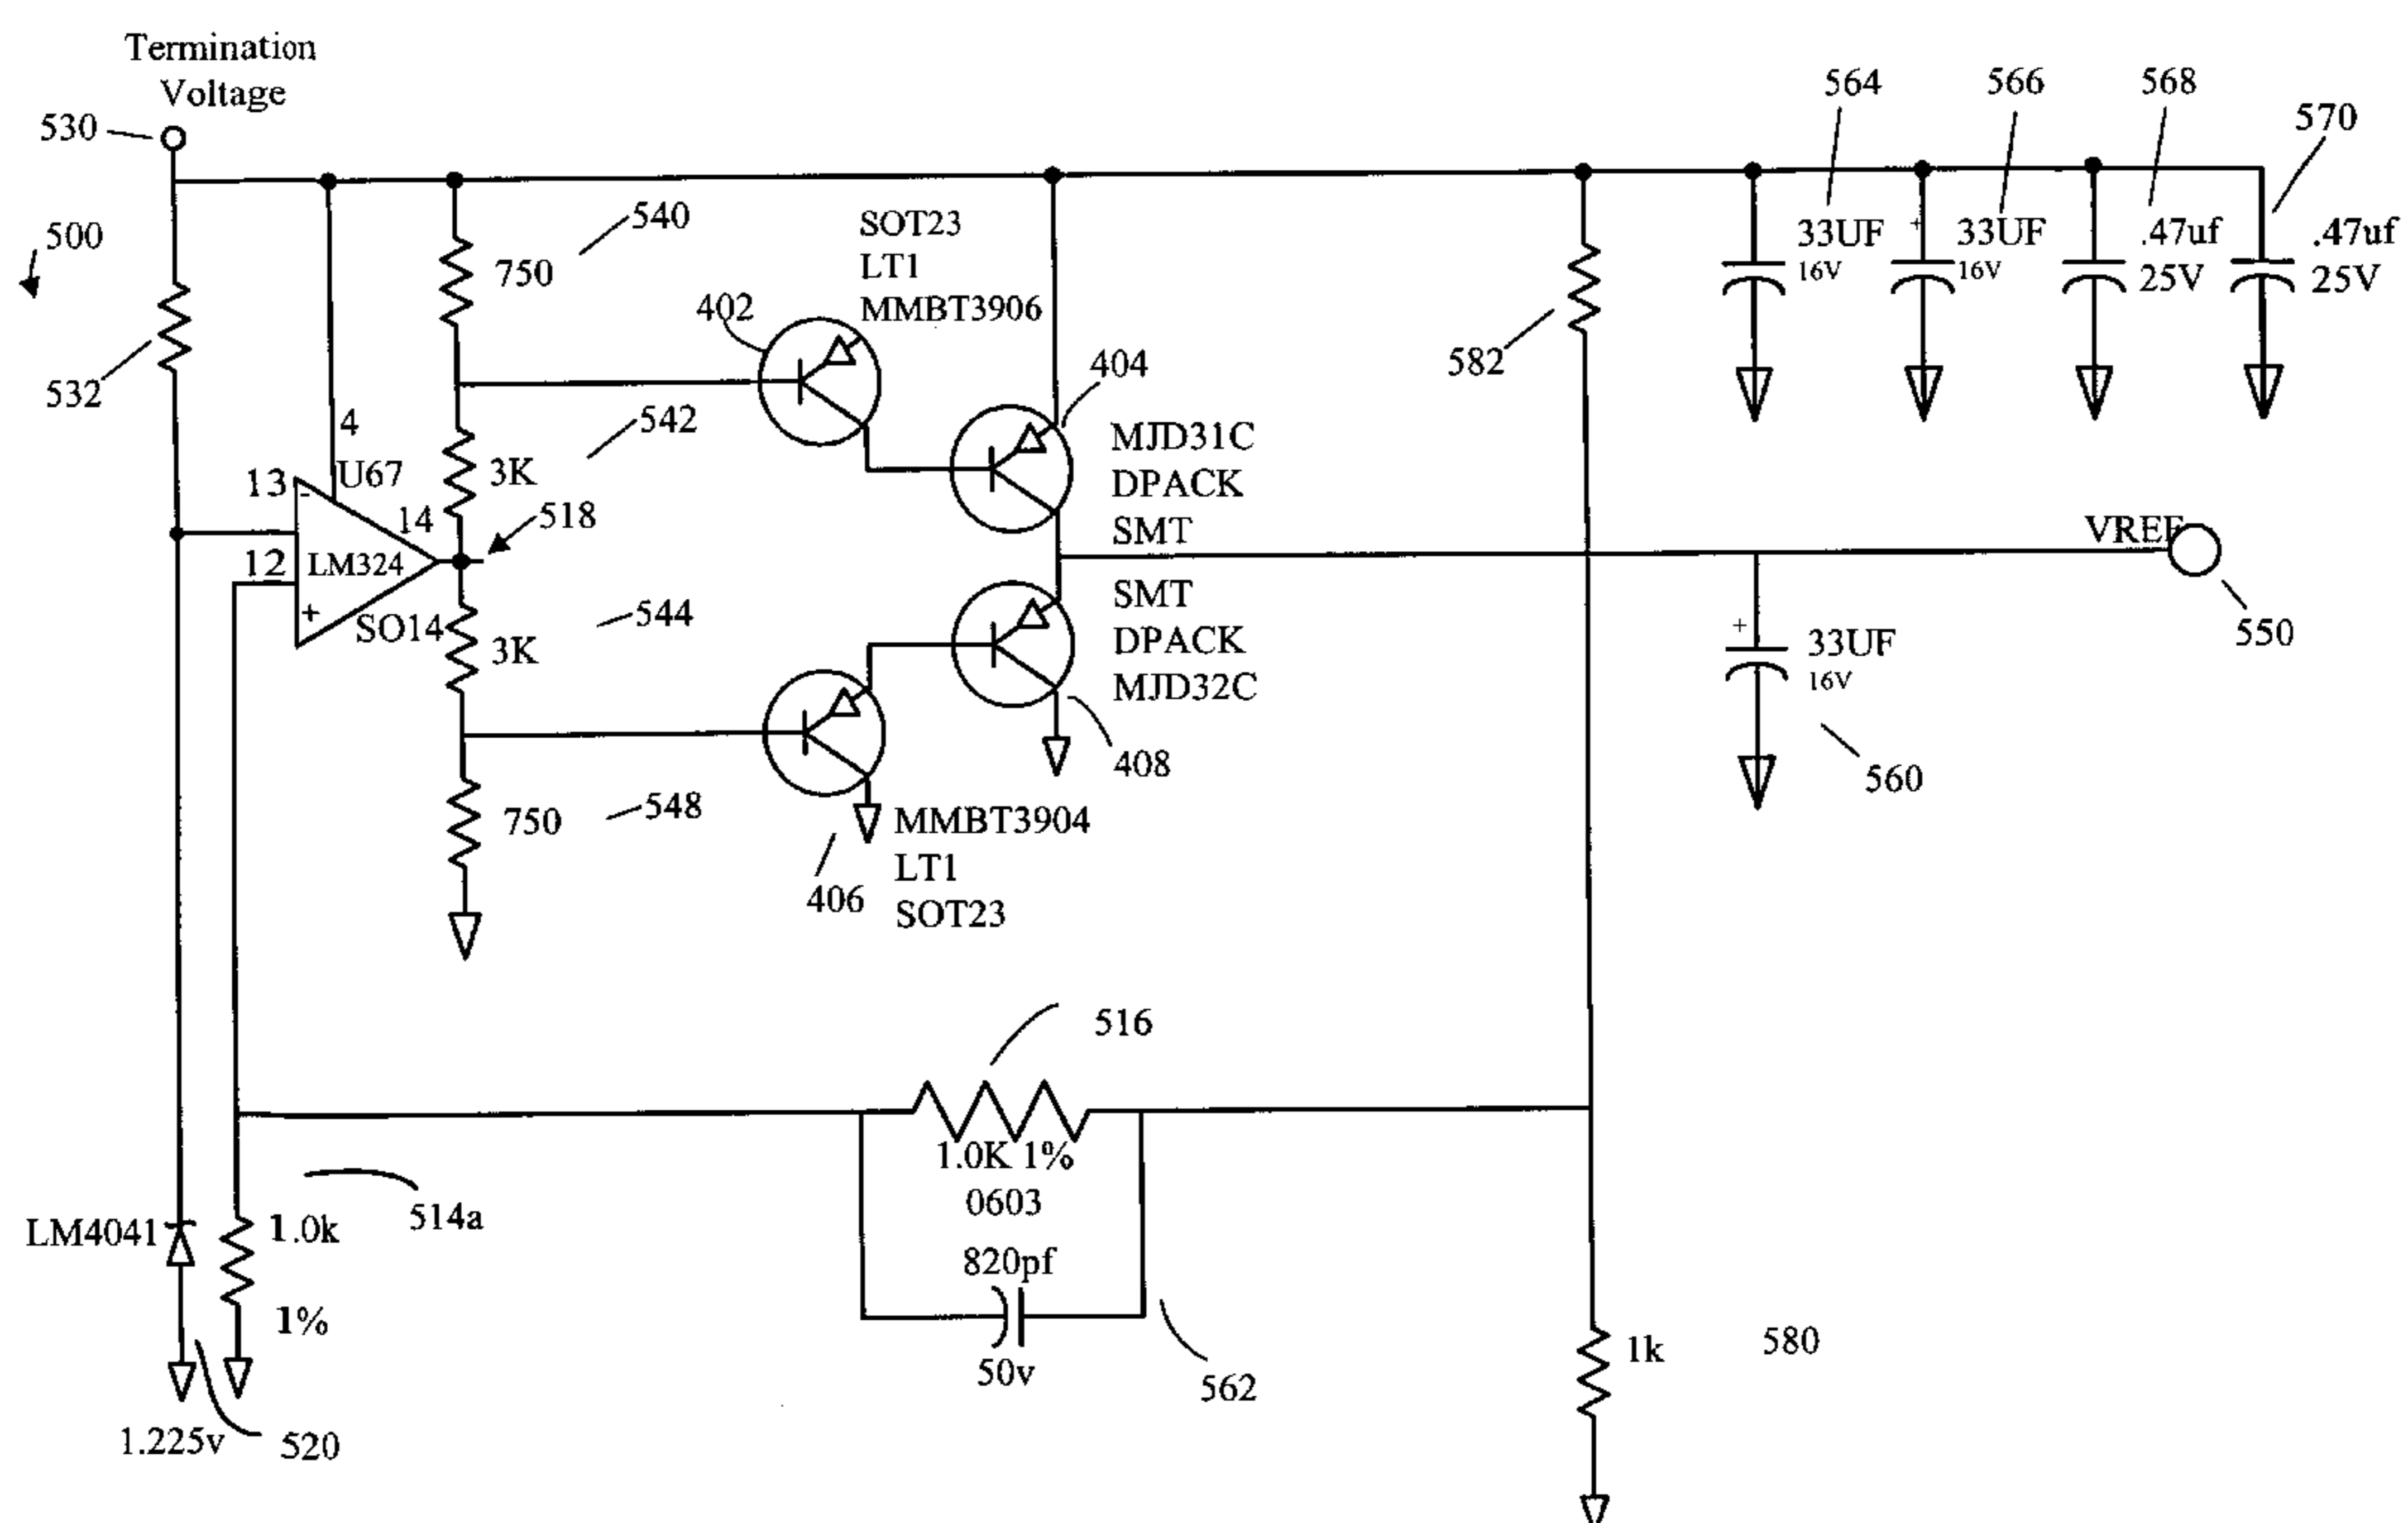 Termination
Voltage
530
500
532
540
750
542
3K
4
U67
13
-
14
518
12
LM324
+
SO14
544
3K
548
750
SOT23
LT1
MMBT3906
402
404
MJD31C
DPACK
SMT
SMT
DPACK
MJD32C
408
MMBT3904
LT1
SOT23
406
582
564
566
568
570
33UF
16V
+
33UF
16V
.47uf
25V
.47uf
25V
VREF
550
+
33UF
16V
560
516
1.0K 1%
0603
820pf
50v
562
514a
LM4041
1.0k
1%
1.225v
520
1k
580